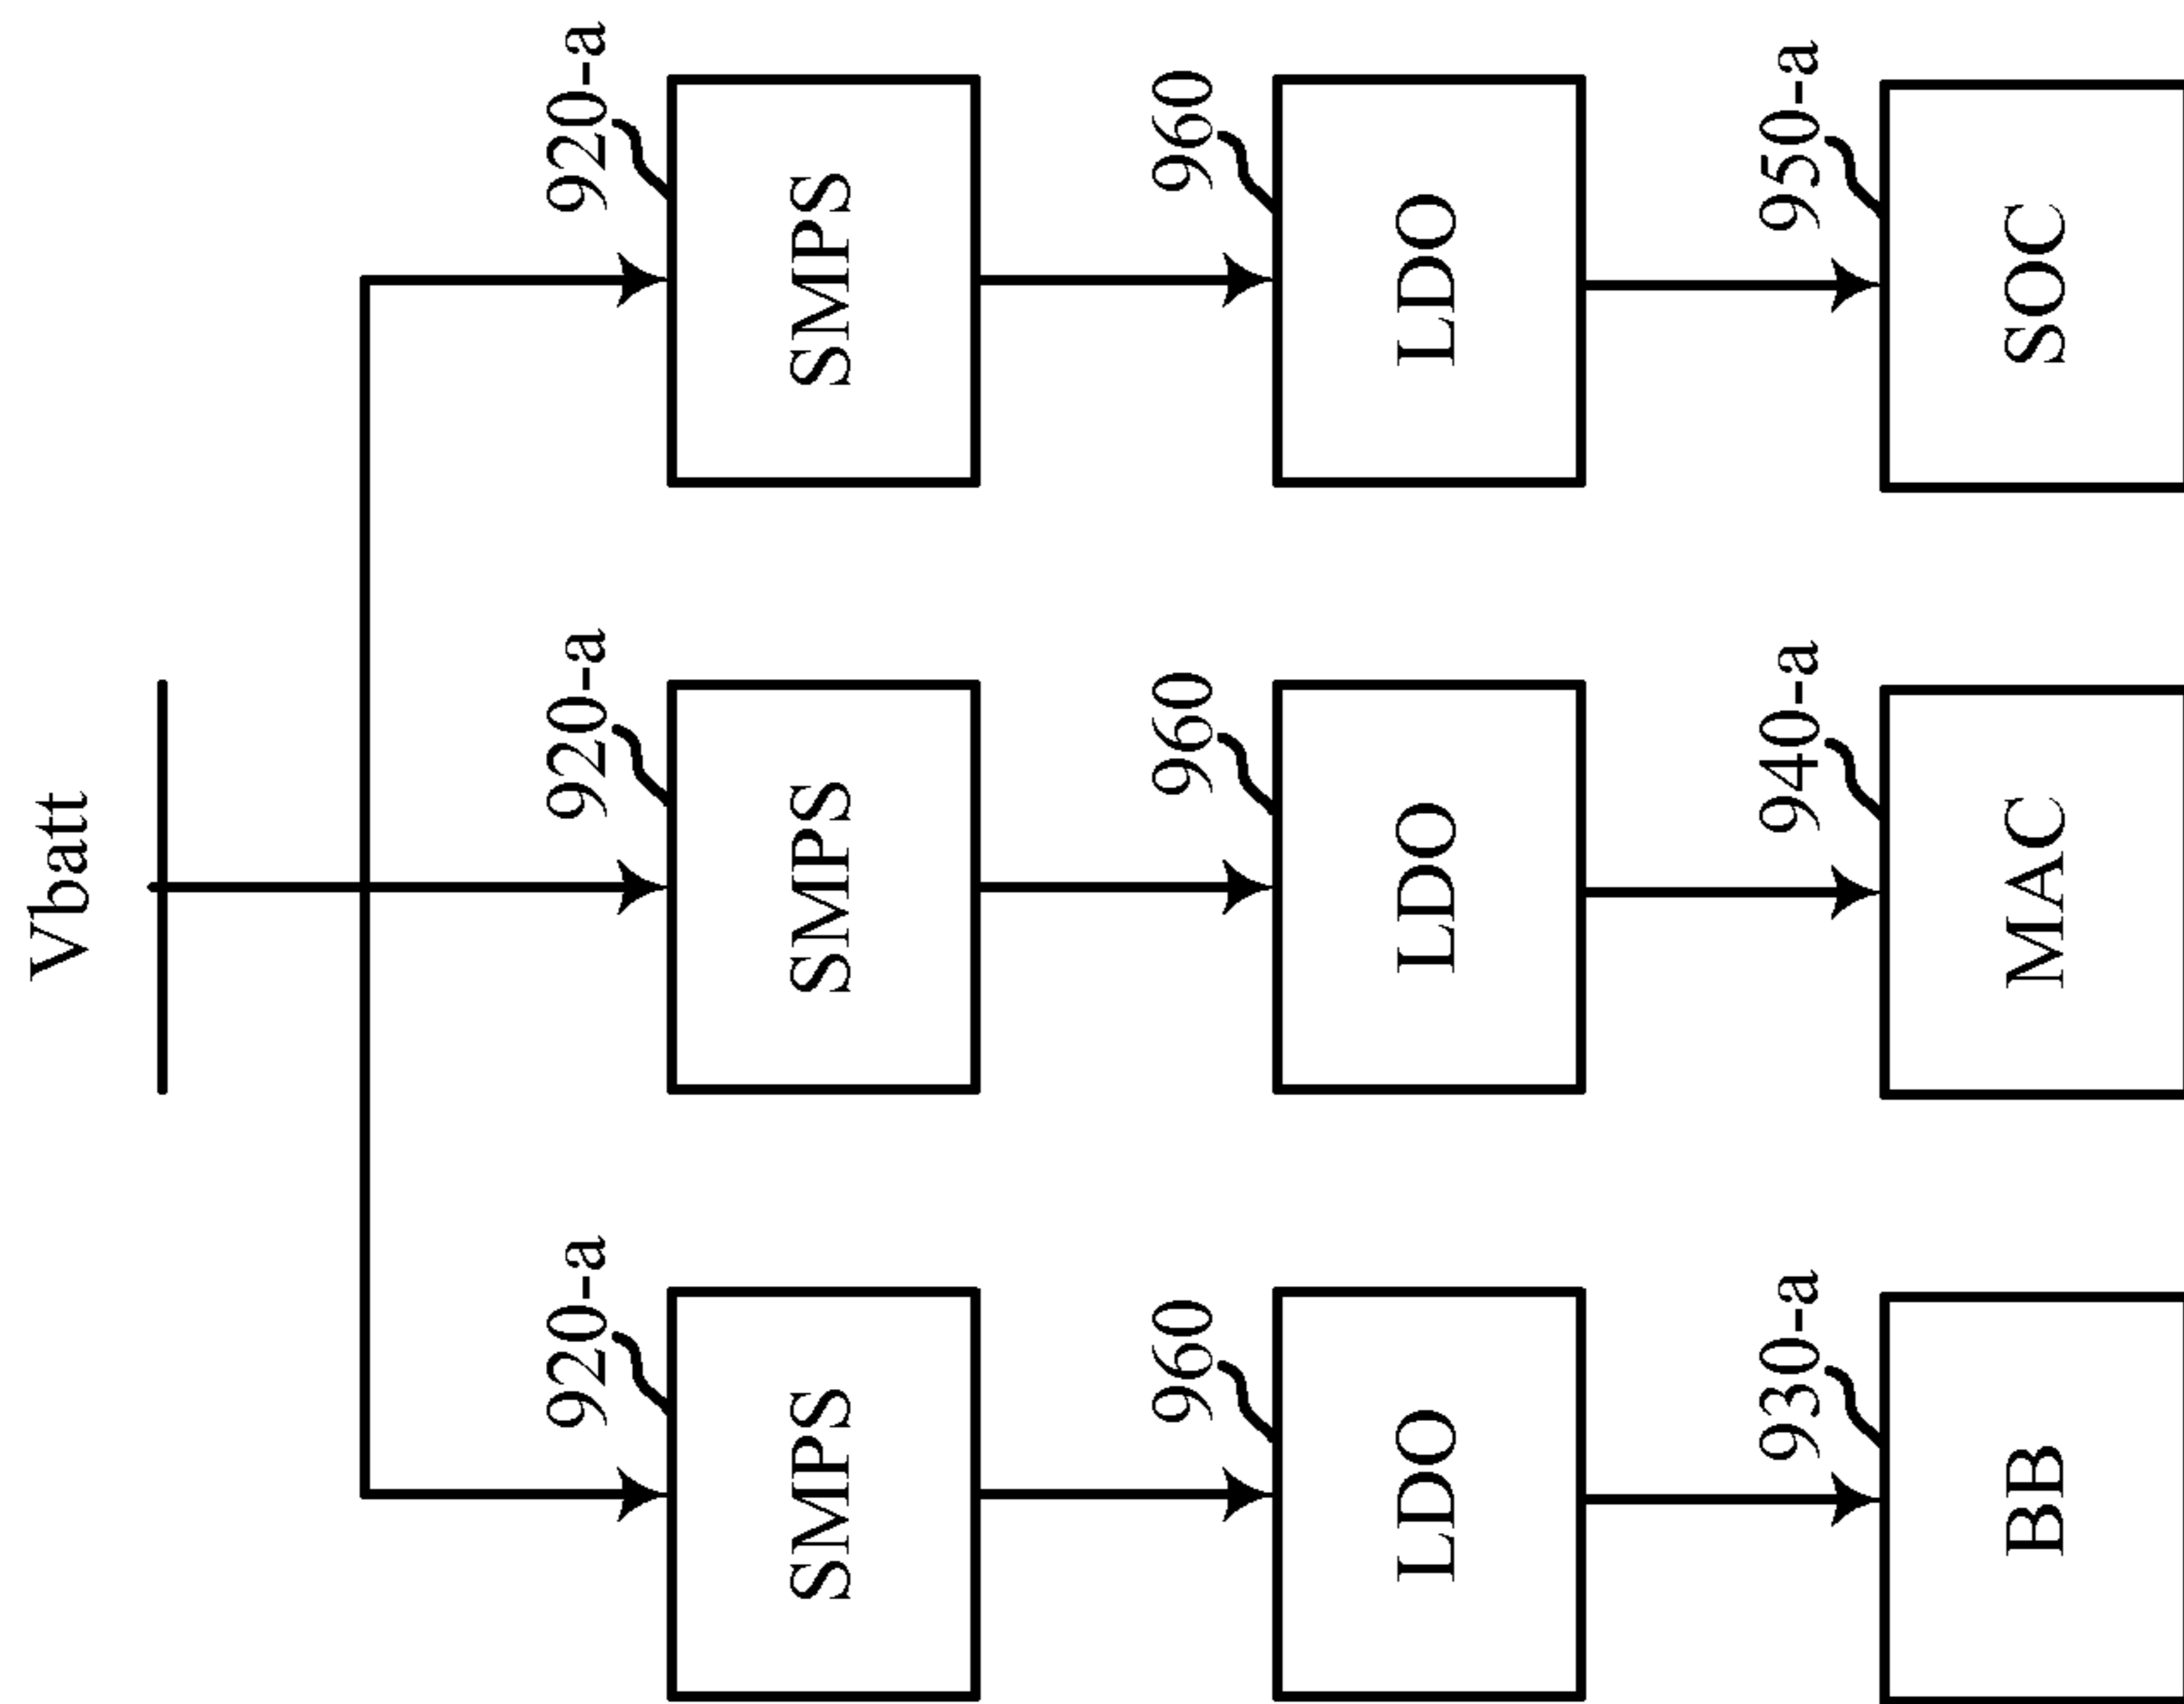 Vbatt
920-a
920-a
920-a
SMPS
SMPS
SMPS
960
960
960
LDO
LDO
LDO
930-a
940-a
950-a
BB
MAC
SOC